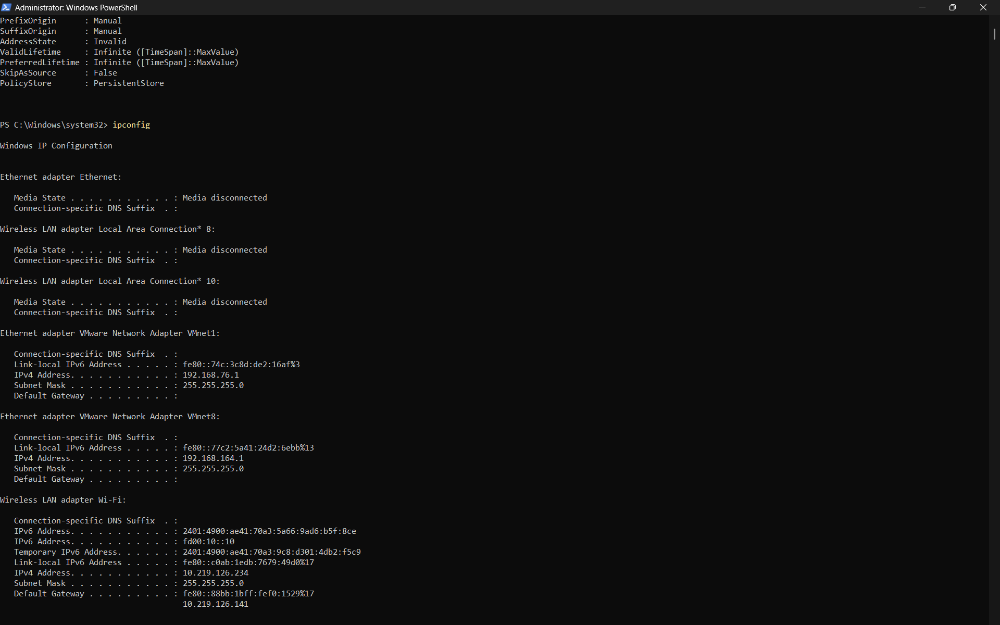 Administrator: Windows PowerShell
PrefixOrigin      : Manual
SuffixOrigin      : Manual
AddressState      : Invalid
ValidLifetime     : Infinite ([TimeSpan]::MaxValue)
PreferredLifetime : Infinite ([TimeSpan]::MaxValue)
SkipAsSource      : False
PolicyStore       : PersistentStore
PS C:\Windows\system32> ipconfig
Windows IP Configuration
Ethernet adapter Ethernet:
   Media State . . . . . . . . . . . : Media disconnected
   Connection-specific DNS Suffix  . :
Wireless LAN adapter Local Area Connection* 8:
   Media State . . . . . . . . . . . : Media disconnected
   Connection-specific DNS Suffix  . :
Wireless LAN adapter Local Area Connection* 10:
   Media State . . . . . . . . . . . : Media disconnected
   Connection-specific DNS Suffix  . :
Ethernet adapter VMware Network Adapter VMnet1:
   Connection-specific DNS Suffix  . :
   Link-local IPv6 Address . . . . . : fe80::74c:3c8d:de2:16af%3
   IPv4 Address. . . . . . . . . . . : 192.168.76.1
   Subnet Mask . . . . . . . . . . . : 255.255.255.0
   Default Gateway . . . . . . . . . :
Ethernet adapter VMware Network Adapter VMnet8:
   Connection-specific DNS Suffix  . :
   Link-local IPv6 Address . . . . . : fe80::77c2:5a41:24d2:6ebb%13
   IPv4 Address. . . . . . . . . . . : 192.168.164.1
   Subnet Mask . . . . . . . . . . . : 255.255.255.0
   Default Gateway . . . . . . . . . :
Wireless LAN adapter Wi-Fi:
   Connection-specific DNS Suffix  . :
   IPv6 Address. . . . . . . . . . . : 2401:4900:ae41:70a3:5a66:9ad6:b5f:8ce
   IPv6 Address. . . . . . . . . . . : fd00:10::10
   Temporary IPv6 Address. . . . . . : 2401:4900:ae41:70a3:9c8:d301:4db2:f5c9
   Link-local IPv6 Address . . . . . : fe80::c0ab:1edb:7679:49d0%17
   IPv4 Address. . . . . . . . . . . : 10.219.126.234
   Subnet Mask . . . . . . . . . . . : 255.255.255.0
   Default Gateway . . . . . . . . . : fe80::88bb:1bff:fef0:1529%17
                                       10.219.126.141